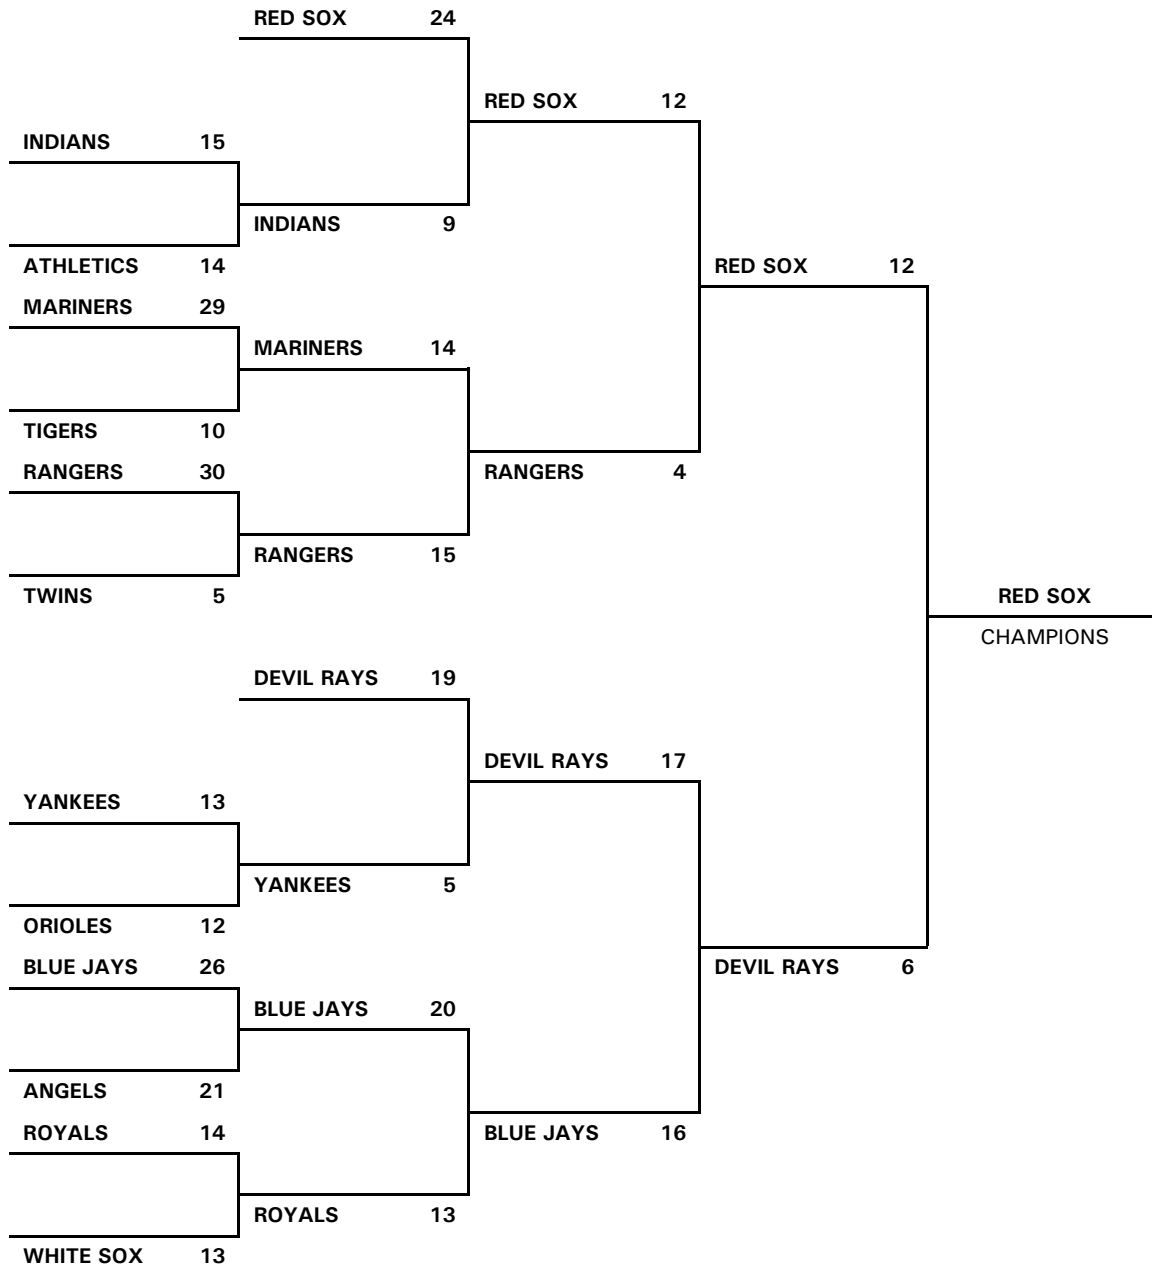 RED SOX 24
RED SOX 12
INDIANS 15
INDIANS 9
ATHLETICS 14
RED SOX 12
MARINERS 29
MARINERS 14
TIGERS 10
RANGERS 30
RANGERS 4
RANGERS 15
TWINS 5
RED SOX
CHAMPIONS
DEVIL RAYS 19
DEVIL RAYS 17
YANKEES 13
YANKEES 5
ORIOLES 12
BLUE JAYS 26
DEVIL RAYS 6
BLUE JAYS 20
ANGELS 21
ROYALS 14
BLUE JAYS 16
ROYALS 13
WHITE SOX 13